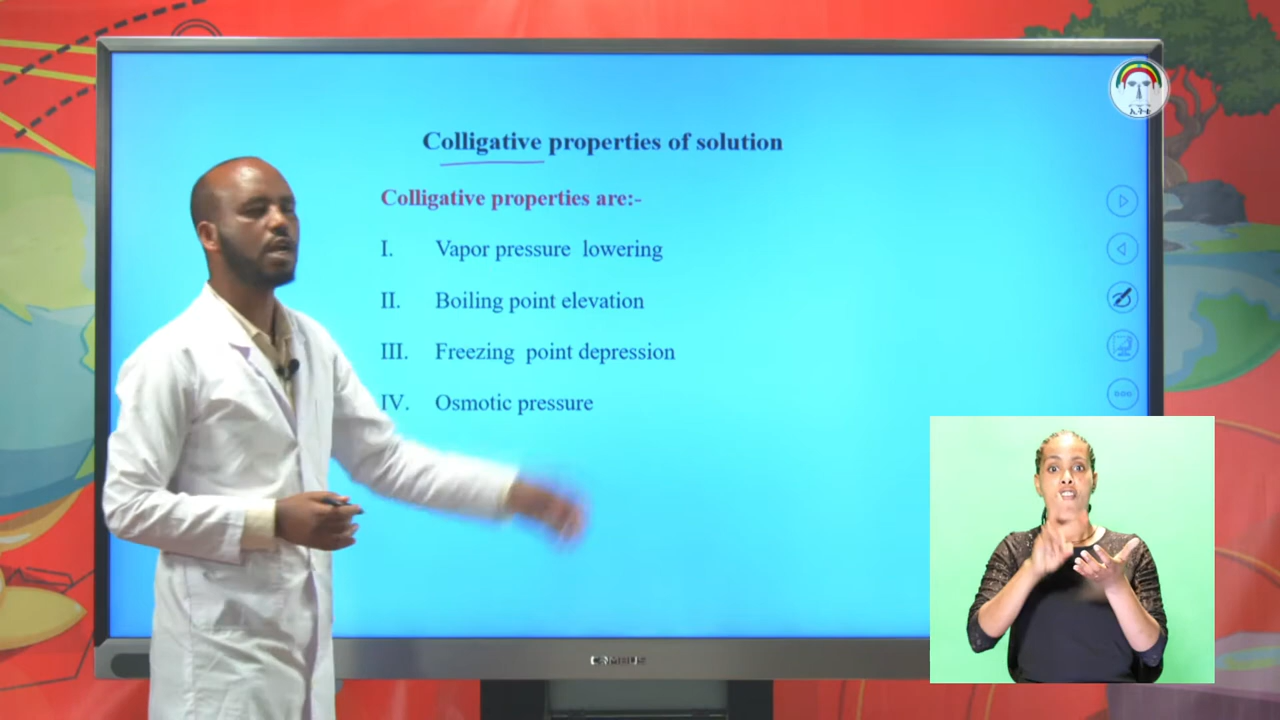 Colligative properties of solution
Colligative properties are:-
I. Vapor pressure lowering
II. Boiling point elevation
III. Freezing point depression
IV. Osmotic pressure